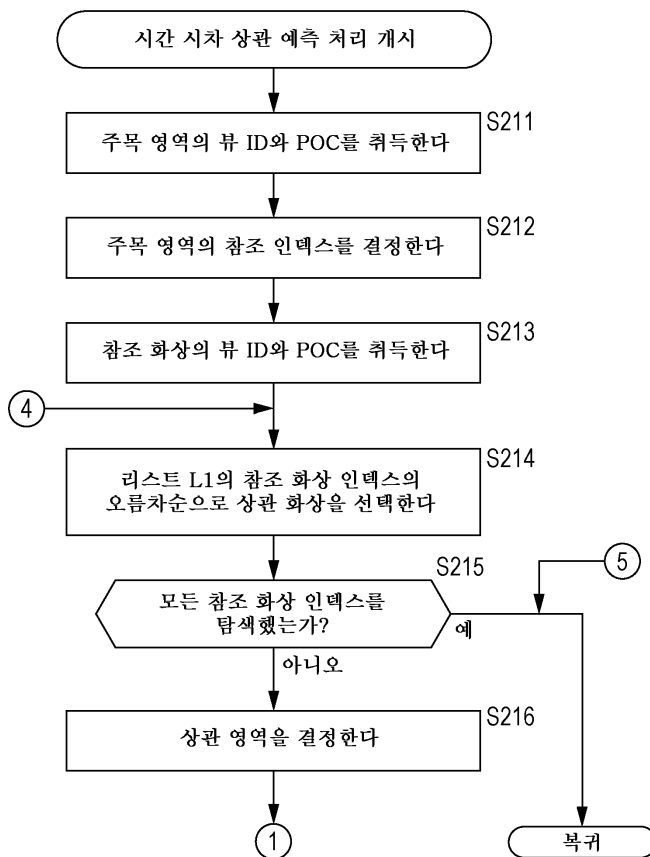 시간 시차 상관 예측 처리 개시
S211
주목 영역의 뷰 ID와 POC를 취득한다
S212
주목 영역의 참조 인덱스를 결정한다
S213
참조 화상의 뷰 ID와 POC를 취득한다
4
S214
리스트 L1의 참조 화상 인텍스의
오름차순으로 상관 화상을 선택한다
S215
5
모든 참조 화상 인덱스를
탐색했는가?
예
아니오
S216
상관 영역을 결정한다
1
복귀